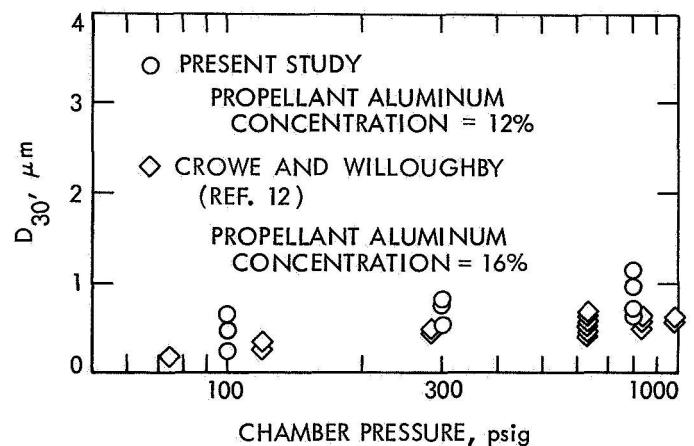 4
3
2
1
0
D30, μm
○ PRESENT STUDY
PROPELLANT ALUMINUM
CONCENTRATION = 12%
◇ CROWE AND WILLOUGHBY
(REF. 12)
PROPELLANT ALUMINUM
CONCENTRATION = 16%
100 300 1000
CHAMBER PRESSURE, psig